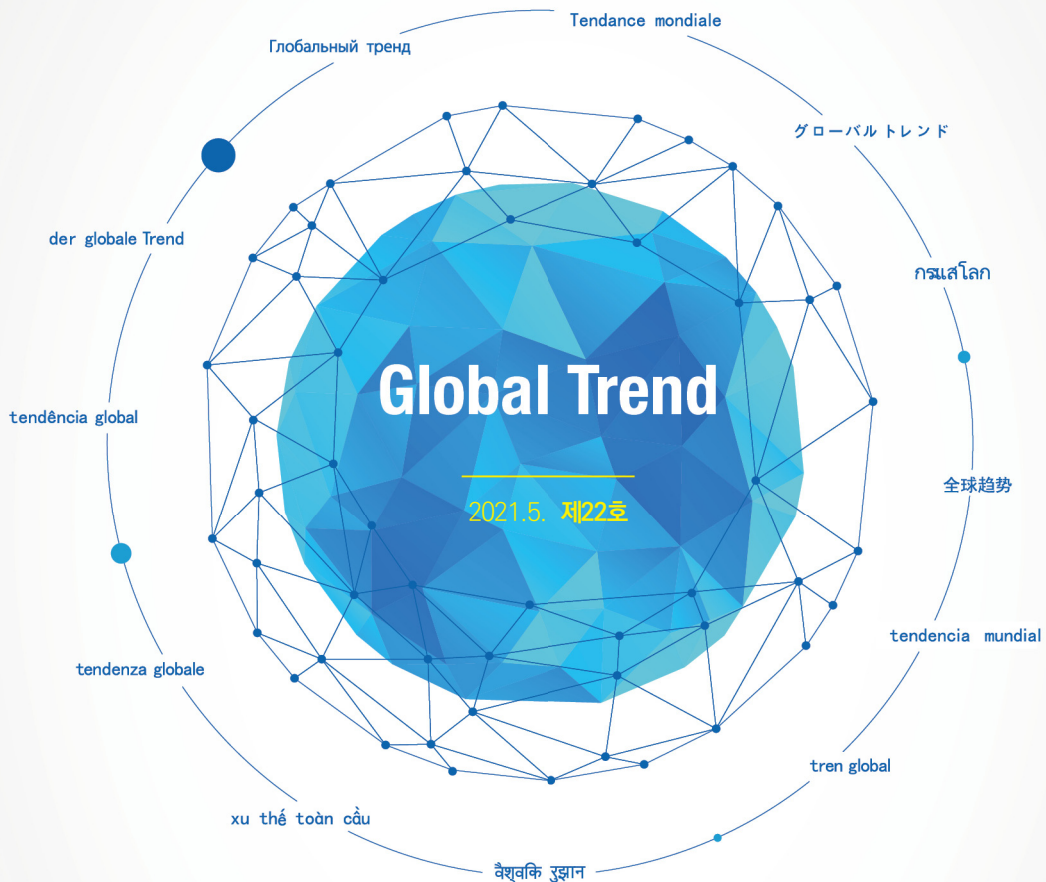 Tendance mondiale
Глобальный тренд
グローバルトレンド
der globale Trend
กระแสโลก
Global Trend
tendência global
全球趋势
2021.5. 제22호
tendencia mundial
tendenza globale
tren global
xu thế toàn cầu
वैश्वकि रुझान